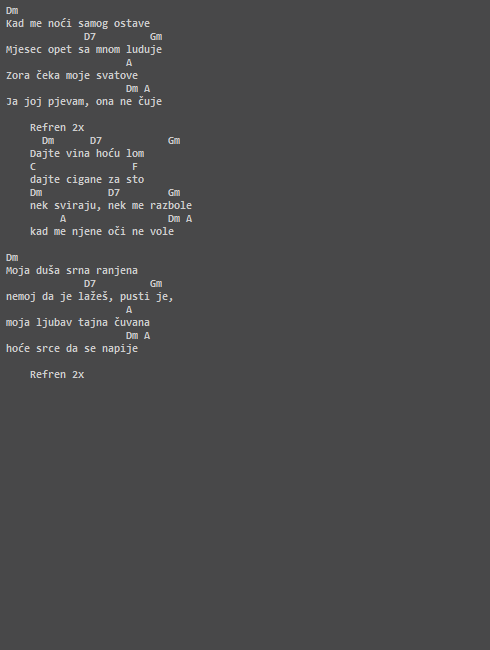 Dm
Kad me noći samog ostave
             D7         Gm
Mjesec opet sa mnom luduje
                    A
Zora čeka moje svatove
                    Dm A
Ja joj pjevam, ona ne čuje

    Refren 2x
      Dm      D7           Gm
    Dajte vina hoću lom
    C                F
    dajte cigane za sto
    Dm           D7        Gm
    nek sviraju, nek me razbole
         A                 Dm A
    kad me njene oči ne vole

Dm
Moja duša srna ranjena
             D7         Gm
nemoj da je lažeš, pusti je,
                    A
moja ljubav tajna čuvana
                    Dm A
hoće srce da se napije

    Refren 2x